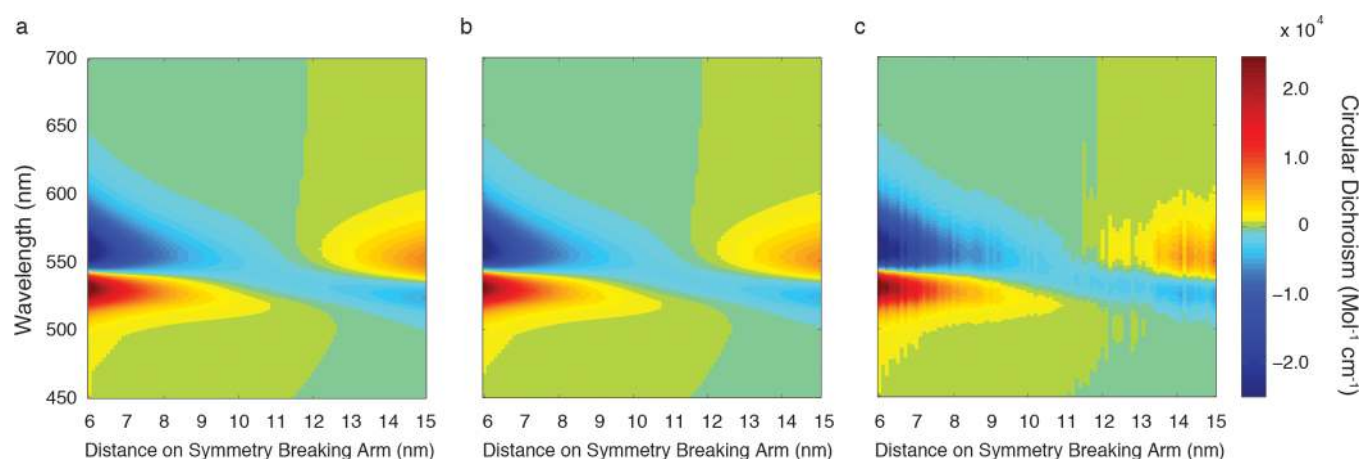 a
b
c
x 10⁴
700
650
600
550
500
450
Wavelength (nm)
6 7 8 9 10 11 12 13 14 15
Distance on Symmetry Breaking Arm (nm)
6 7 8 9 10 11 12 13 14 15
Distance on Symmetry Breaking Arm (nm)
6 7 8 9 10 11 12 13 14 15
Distance on Symmetry Breaking Arm (nm)
2.0
1.0
0
−1.0
−2.0
Circular Dichroism (Mol⁻¹ cm⁻¹)